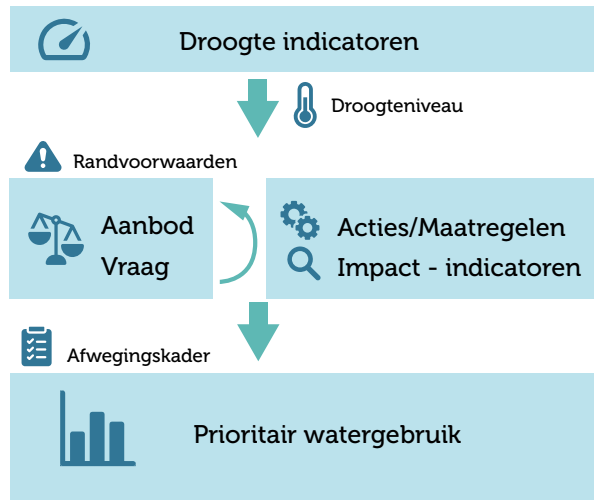 Droogte indicatoren
Droogteniveau
Randvoorwaarden
Aanbod
Vraag
Acties/Maatregelen
Impact - indicatoren
Afwegingskader
Prioritair watergebruik